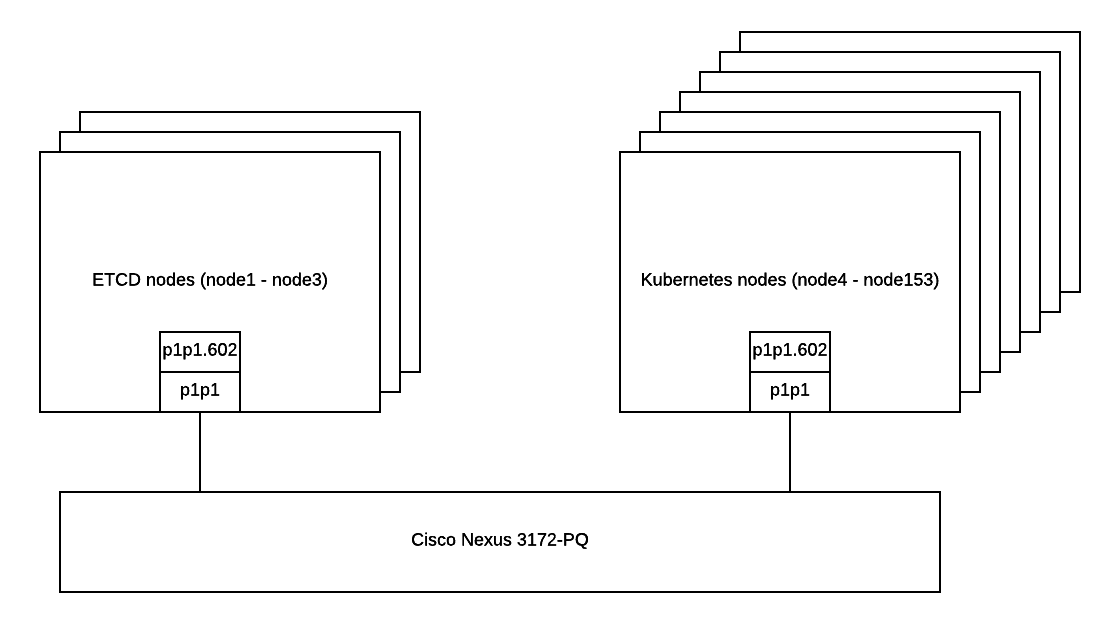 ETCD nodes (node1 - node3)
p1p1.602
p1p1
Kubernetes nodes (node4 - node153)
p1p1.602
p1p1
Cisco Nexus 3172-PQ